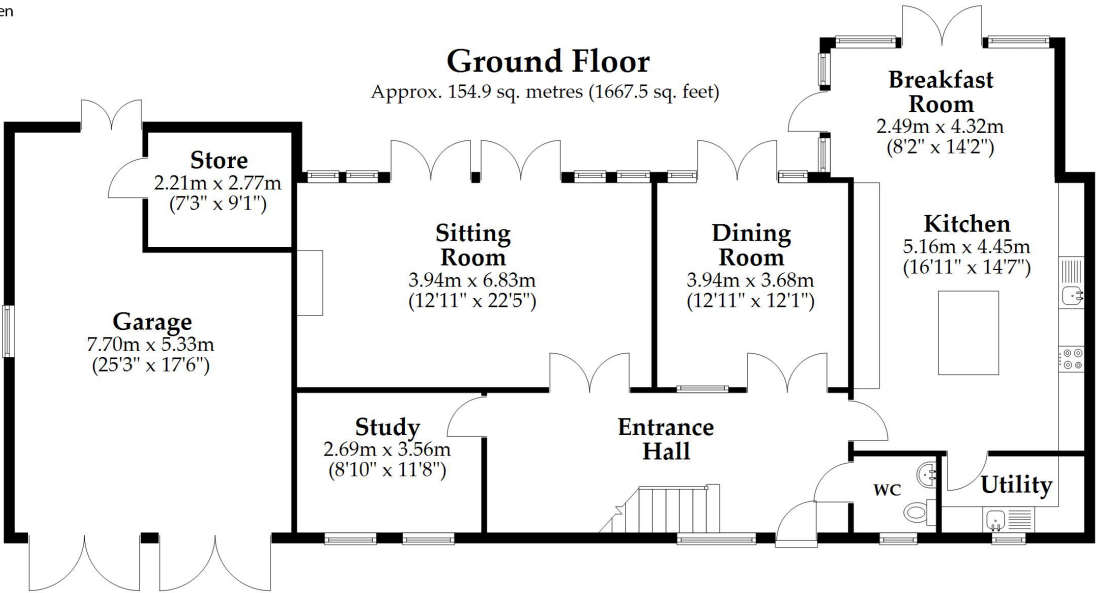 en
Ground Floor
Approx. 154.9 sq. metres (1667.5 sq. feet)
Breakfast
Room
2.49m x 4.32m
(8'2" x 14'2")
Store
2.21m x 2.77m
(7'3" x 9'1")
Sitting
Room
3.94m x 6.83m
(12'11" x 22'5")
Dining
Room
3.94m x 3.68m
(12'11" x 12'1")
Kitchen
5.16m x 4.45m
(16'11" x 14'7")
Garage
7.70m x 5.33m
(25'3" x 17'6")
Study
2.69m x 3.56m
(8'10" x 11'8")
Entrance
Hall
WC
Utility